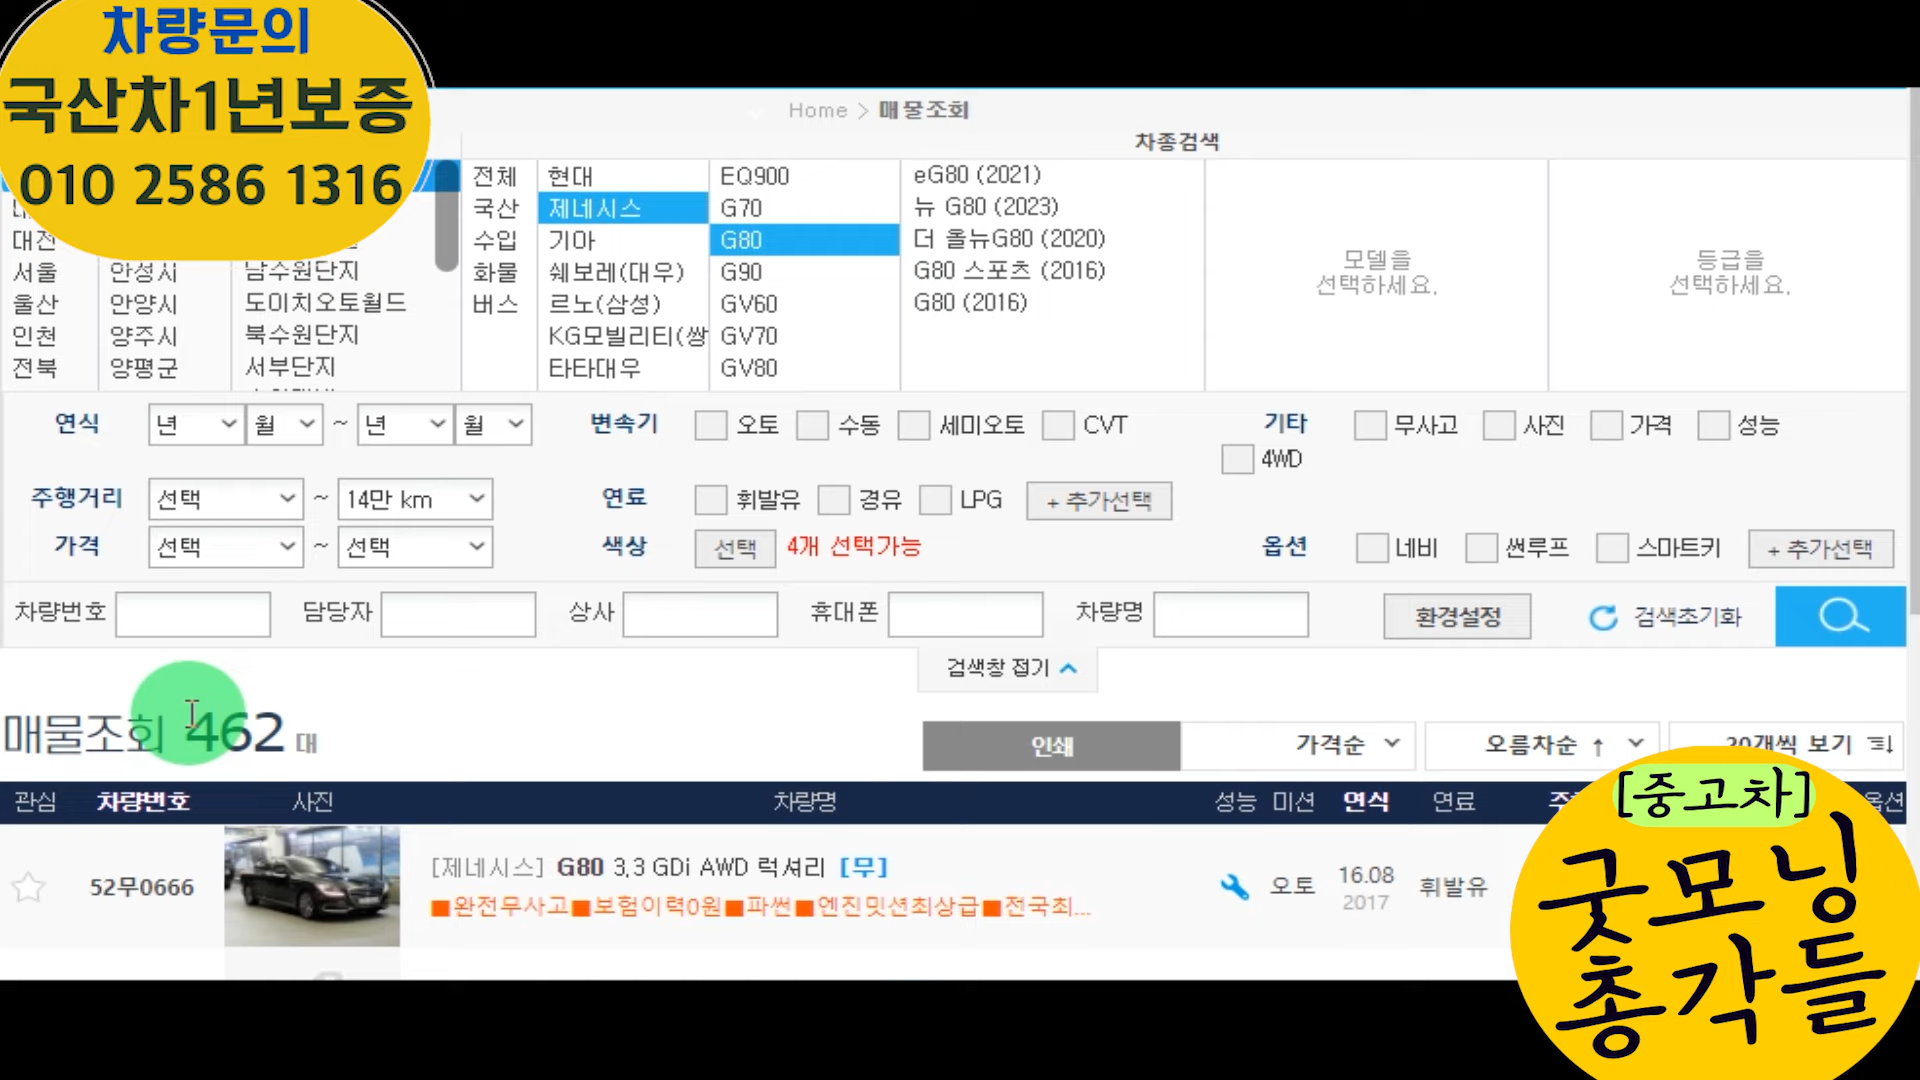 차량문의
국산차1년보증
010 2586 1316
Home > 매물조회
차종검색
대전
서울
울산
인천
전북
안성시
안양시
양주시
양평군
남수원단지
도미치오토월드
북수원단지
서부단지
전체
국산
수입
화물
버스
현대
제네시스
기아
쉐보레(대우)
르노(삼성)
KG모빌리티(쌍
타타대우
EQ900
G70
G80
G90
GV60
GV70
GV80
eG80 (2021)
뉴 G80 (2023)
더 올뉴G80 (2020)
G80 스포츠 (2016)
G80 (2016)
모델을
선택하세요.
등급을
선택하세요.
연식 년 월 ~ 년 월 변속기 오토 수동 세미오토 CVT 기타 무사고 사진 가격 성능
4WD
주행거리 선택 ~ 14만 km 연료 휘발유 경유 LPG + 추가선택
가격 선택 ~ 선택 색상 선택 4개 선택가능 옵션 네비 썬루프 스마트키 + 추가선택
차량번호 담당자 상사 휴대폰 차량명 환경설정 검색초기화
검색창 접기
매물조회 462 대
인쇄 가격순 오름차순 ↑ 20개씩 보기
관심 차량번호 사진 차량명 성능 미션 연식 연료 옵션
52무0666
[제네시스] G80 3,3 GDi AWD 럭셔리 [무]
■완전무사고■보험이력0원■파썬■엔진밋션최상급■전국최...
오토
16.08
2017
휘발유
[중고차]
굿모닝
총각들